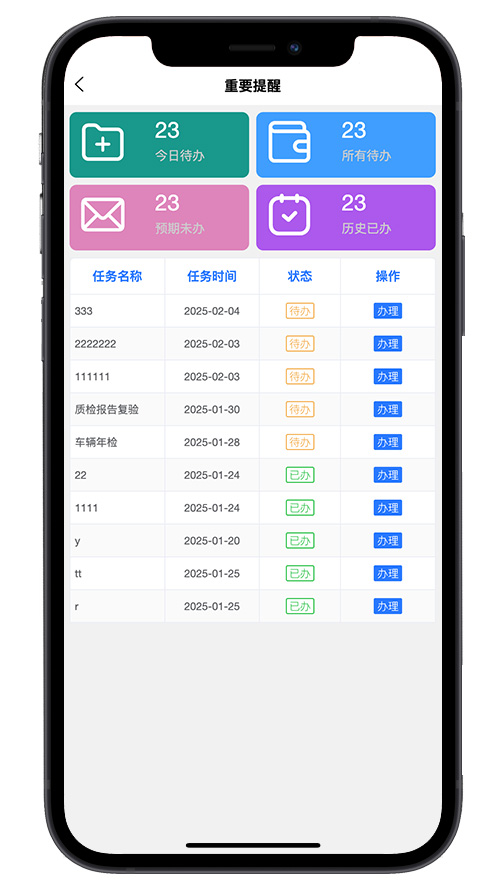 重要提醒
23
今日待办
23
所有待办
23
预期未办
23
历史已办
任务名称 任务时间 状态 操作
333 2025-02-04 待办 办理
2222222 2025-02-03 待办 办理
111111 2025-02-03 待办 办理
质检报告复验 2025-01-30 待办 办理
车辆年检 2025-01-28 待办 办理
22 2025-01-24 已办 办理
1111 2025-01-24 已办 办理
y 2025-01-20 已办 办理
tt 2025-01-25 已办 办理
r 2025-01-25 已办 办理